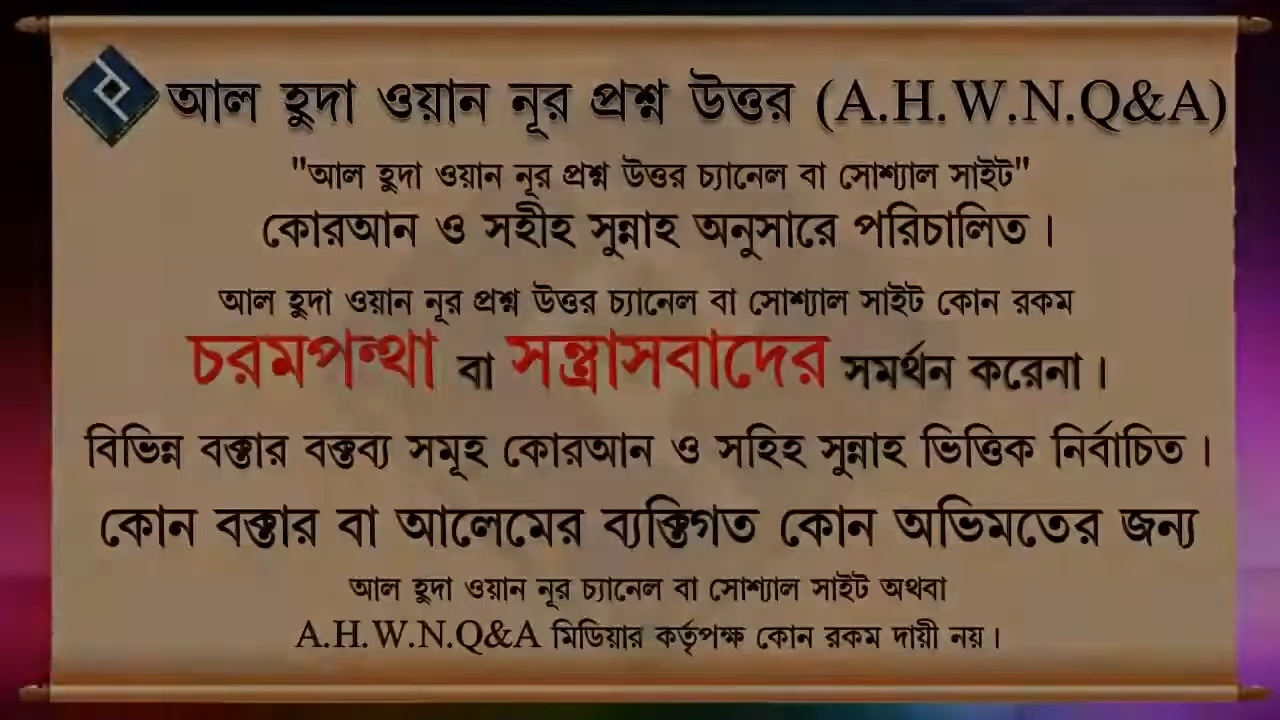 আল হুদা ওয়ান নূর প্রশ্ন উত্তর (A.H.W.N.Q&A)
"আল হুদা ওয়ান নূর প্রশ্ন উত্তর চ্যানেল বা সোশ্যাল সাইট"
কোরআন ও সহীহ সুন্নাহ অনুসারে পরিচালিত ।
আল হুদা ওয়ান নূর প্রশ্ন উত্তর চ্যানেল বা সোশ্যাল সাইট কোন রকম
চরমপন্থা বা সন্ত্রাসবাদের সমর্থন করেনা ।
বিভিন্ন বক্তার বক্তব্য সমূহ কোরআন ও সহিহ সুন্নাহ ভিত্তিক নির্বাচিত ।
কোন বক্তার বা আলেমের ব্যক্তিগত কোন অভিমতের জন্য
আল হুদা ওয়ান নূর চ্যানেল বা সোশ্যাল সাইট অথবা
A.H.W.N.Q&A মিডিয়ার কর্তৃপক্ষ কোন রকম দায়ী নয় ।